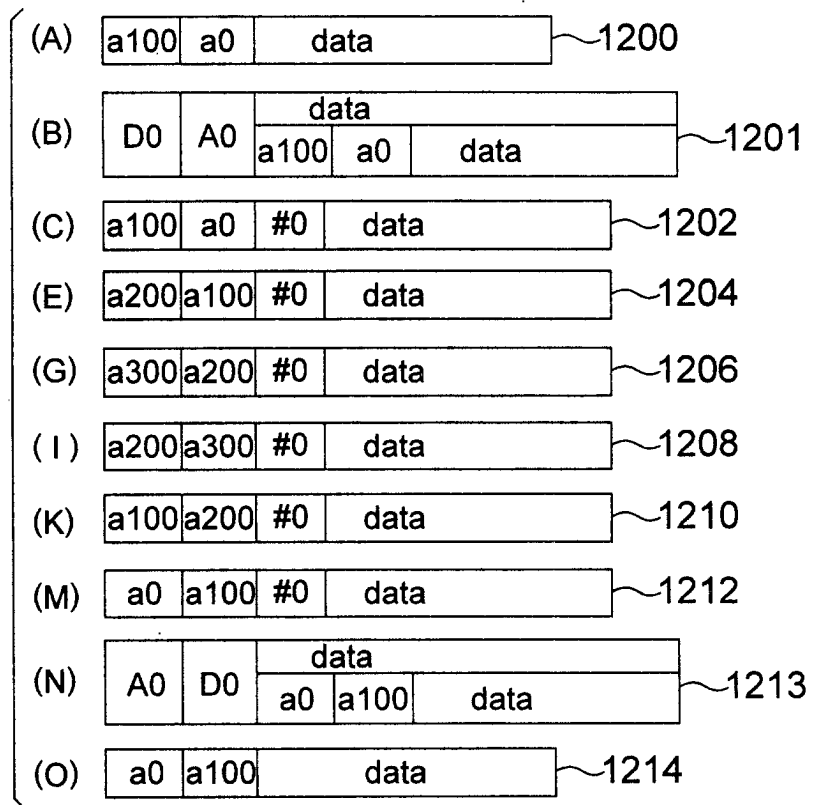 (A) a100 a0 data 1200
(B) D0 A0 data a100 a0 data 1201
(C) a100 a0 #0 data 1202
(E) a200 a100 #0 data 1204
(G) a300 a200 #0 data 1206
(I) a200 a300 #0 data 1208
(K) a100 a200 #0 data 1210
(M) a0 a100 #0 data 1212
(N) A0 D0 data a0 a100 data 1213
(O) a0 a100 data 1214